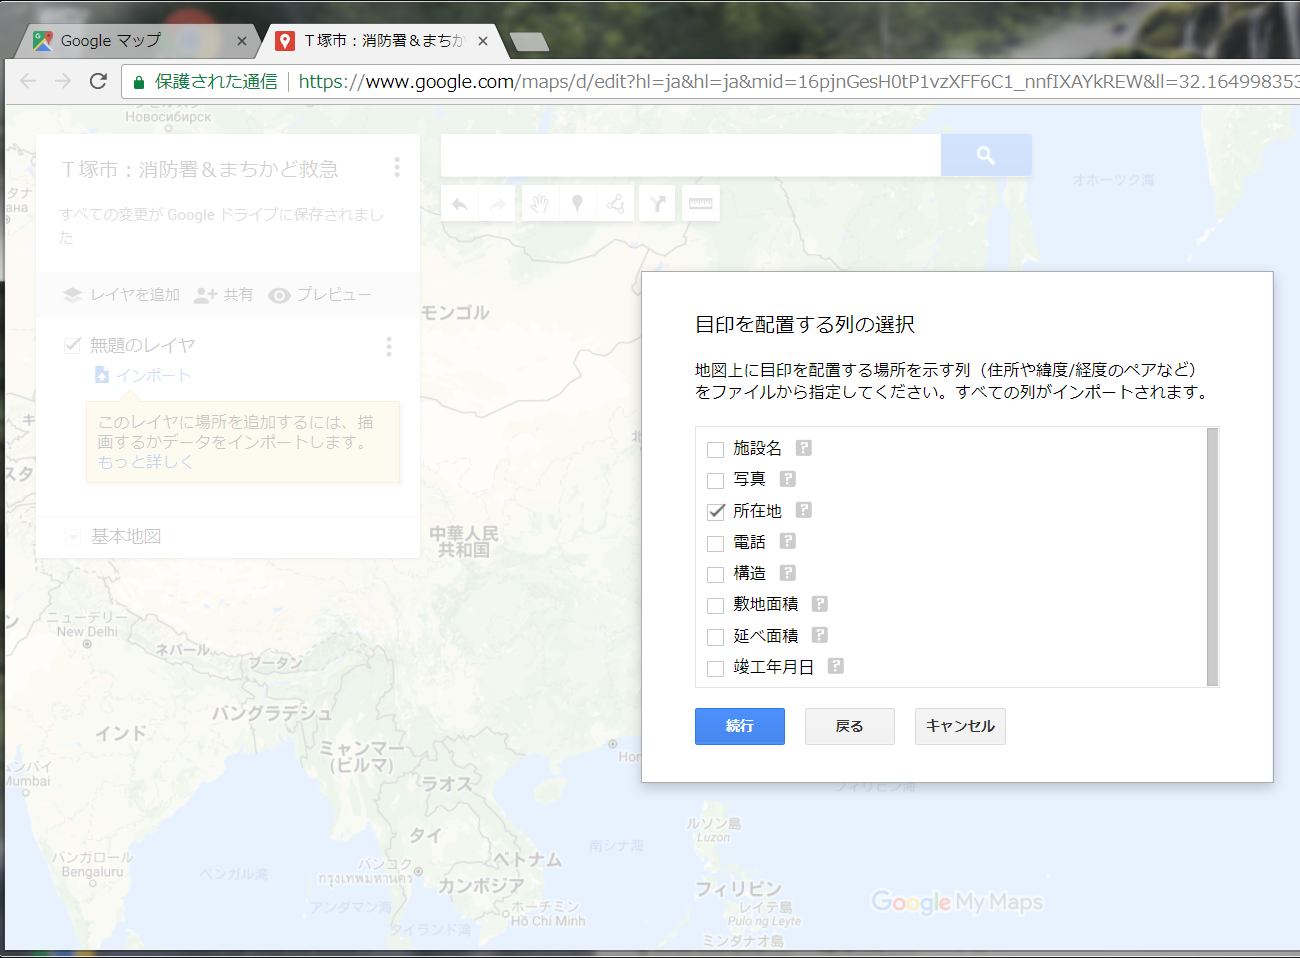 Google マップ
T塚市：消防署＆まちか
保護された通信
https://www.google.com/maps/d/edit?hl=ja&hl=ja&mid=16pjnGesH0tP1vzXFF6C1_nnfIXAYkREW&ll=32.164998353
Новосибирск
T塚市：消防署＆まちかど救急
すべての変更が Google ドライブに保存されまし
た
レイヤを追加
共有
プレビュー
無題のレイヤ
インポート
このレイヤに場所を追加するには、描
画するかデータをインポートします。
もっと詳しく
基本地図
オホーツク海
モンゴル
中華人民
共和国
目印を配置する列の選択
地図上に目印を配置する場所を示す列（住所や緯度/経度のペアなど）
をファイルから指定してください。すべての列がインポートされます。
施設名 ?
写真 ?
所在地 ?
電話 ?
構造 ?
敷地面積 ?
延べ面積 ?
竣工年月日 ?
続行
戻る
キャンセル
ニューデリー
New Delhi
ネパール
ブータン
バングラデシュ
インド
ミャンマー
(ビルマ)
ラオス
ムンバイ
Mumbai
Hon
フィリピン海
タイ
ルソン島
Luzon
南シナ海
ベトナム
バンガロール
Bengaluru
ベンガル湾
バンコク
กรุงเทพมหานคร
カンボジア
アンダマン海
ホーチミン
Hồ Chí Minh
タイランド湾
フィリピン
レイテ島
Pulo ng Leyte
ミンダナオ島
Google My Maps